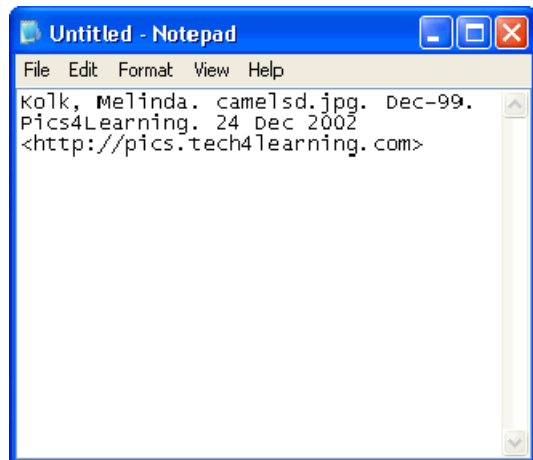 Untitled - Notepad
File Edit Format View Help
Kolk, Melinda. camelsd.jpg. Dec-99.
Pics4Learning. 24 Dec 2002
<http://pics.tech4learning.com>